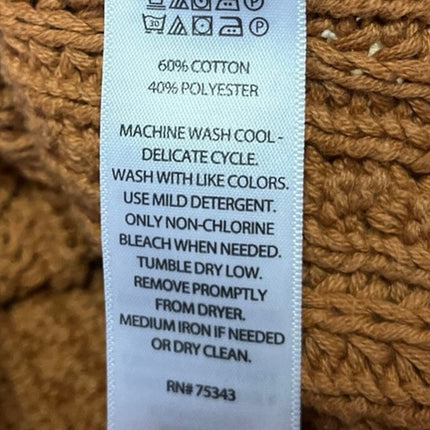 30 P
60% COTTON
40% POLYESTER
MACHINE WASH COOL -
DELICATE CYCLE.
WASH WITH LIKE COLORS.
USE MILD DETERGENT.
ONLY NON-CHLORINE
BLEACH WHEN NEEDED.
TUMBLE DRY LOW.
REMOVE PROMPTLY
FROM DRYER.
MEDIUM IRON IF NEEDED
OR DRY CLEAN.
RN# 75343